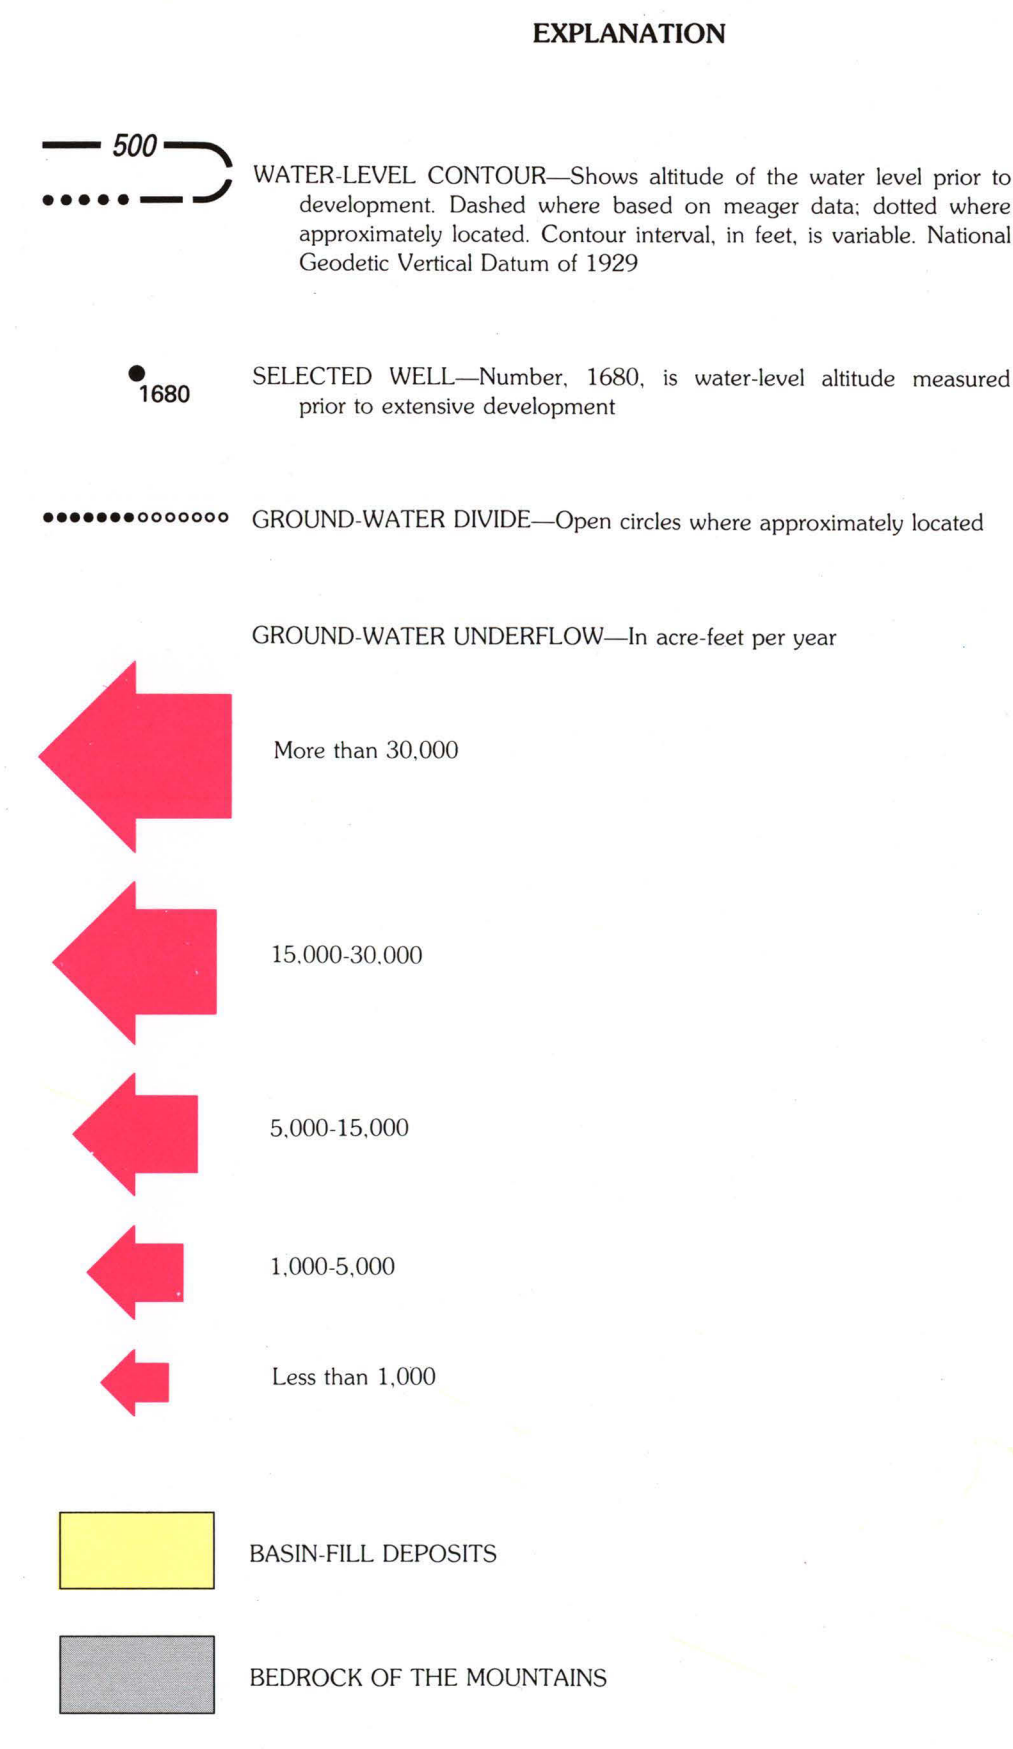 EXPLANATION
500
WATER-LEVEL CONTOUR—Shows altitude of the water level prior to
development. Dashed where based on meager data; dotted where
approximately located. Contour interval, in feet, is variable. National
Geodetic Vertical Datum of 1929
1680
SELECTED WELL—Number, 1680, is water-level altitude measured
prior to extensive development
GROUND-WATER DIVIDE—Open circles where approximately located
GROUND-WATER UNDERFLOW—In acre-feet per year
More than 30,000
15,000-30,000
5,000-15,000
1,000-5,000
Less than 1,000
BASIN-FILL DEPOSITS
BEDROCK OF THE MOUNTAINS